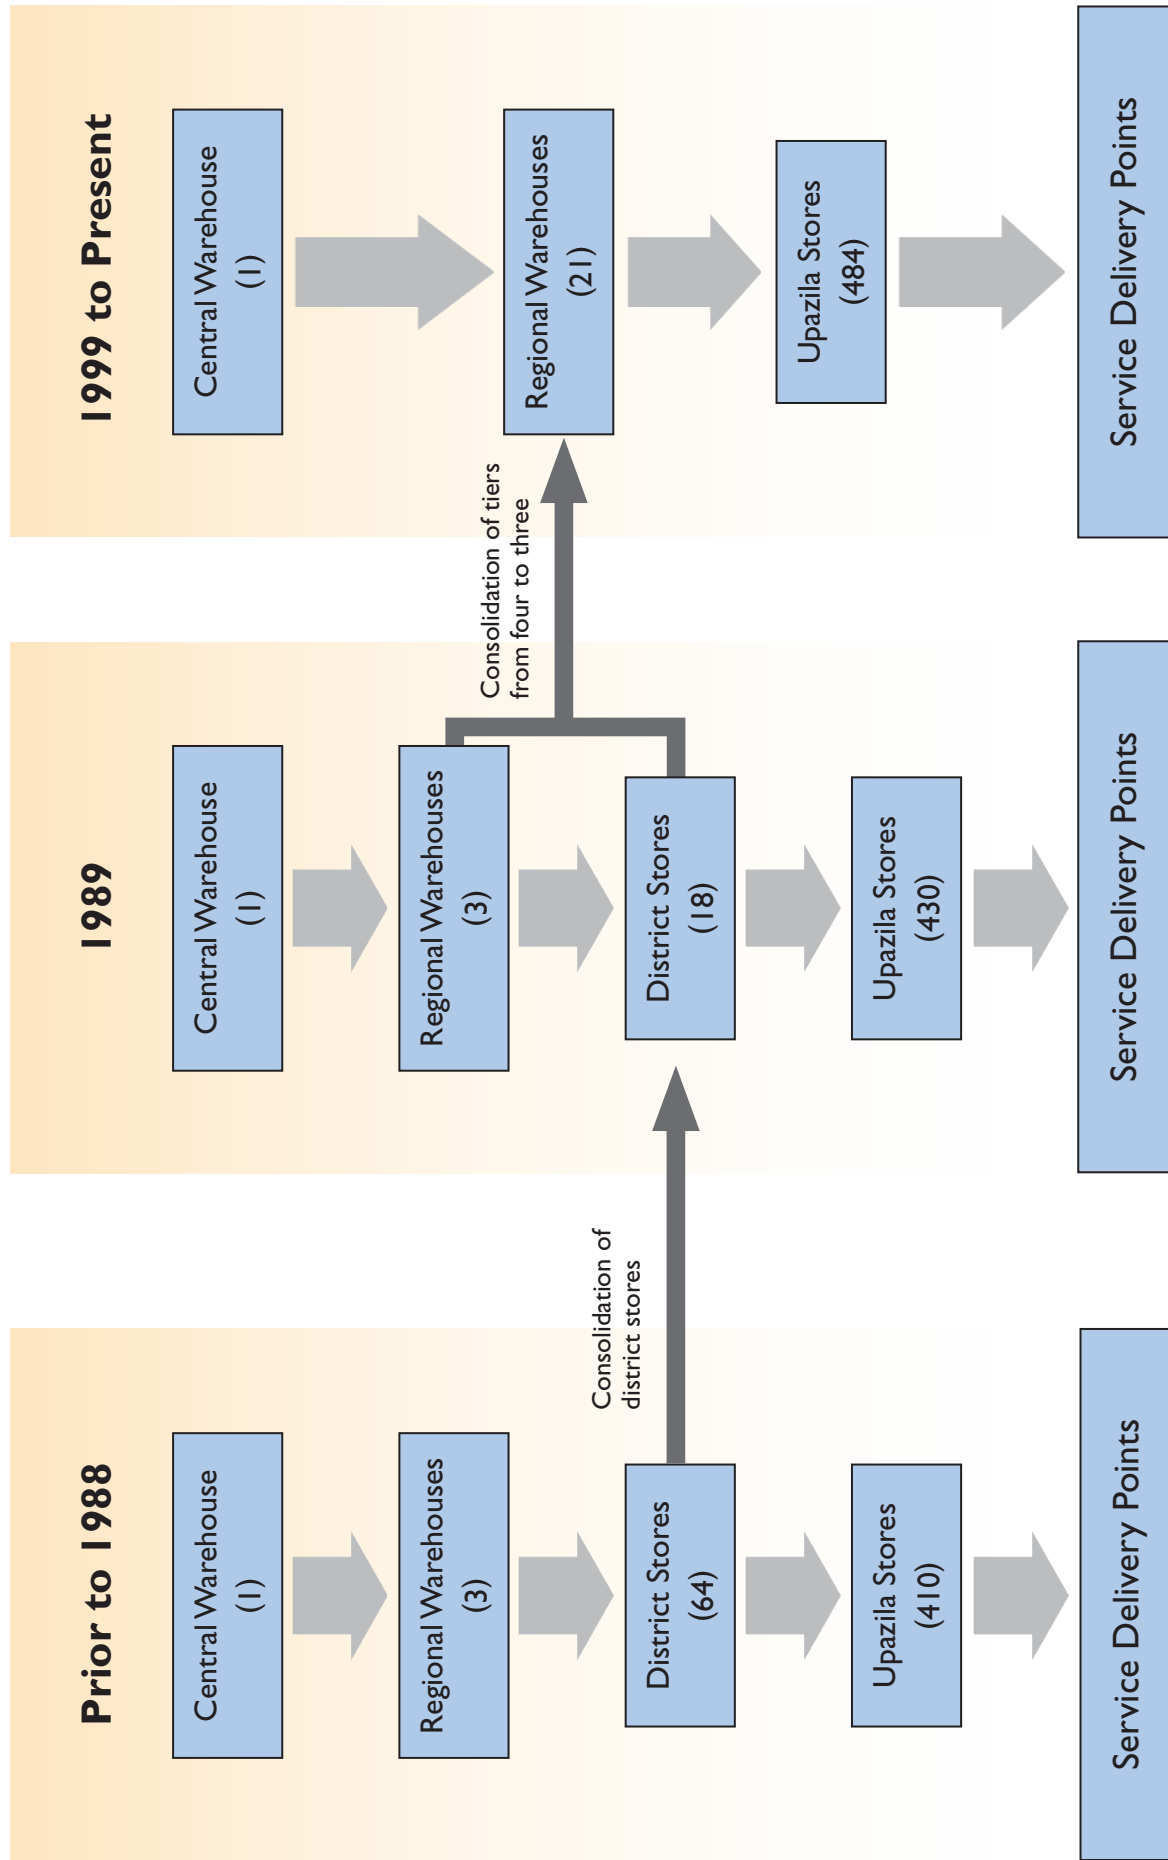 Prior to 1988
Central Warehouse
(1)
Regional Warehouses
(3)
District Stores
(64)
Upazila Stores
(410)
Service Delivery Points
Consolidation of
district stores
1989
Central Warehouse
(1)
Regional Warehouses
(3)
District Stores
(18)
Upazila Stores
(430)
Service Delivery Points
Consolidation of tiers
from four to three
1999 to Present
Central Warehouse
(1)
Regional Warehouses
(21)
Upazila Stores
(484)
Service Delivery Points